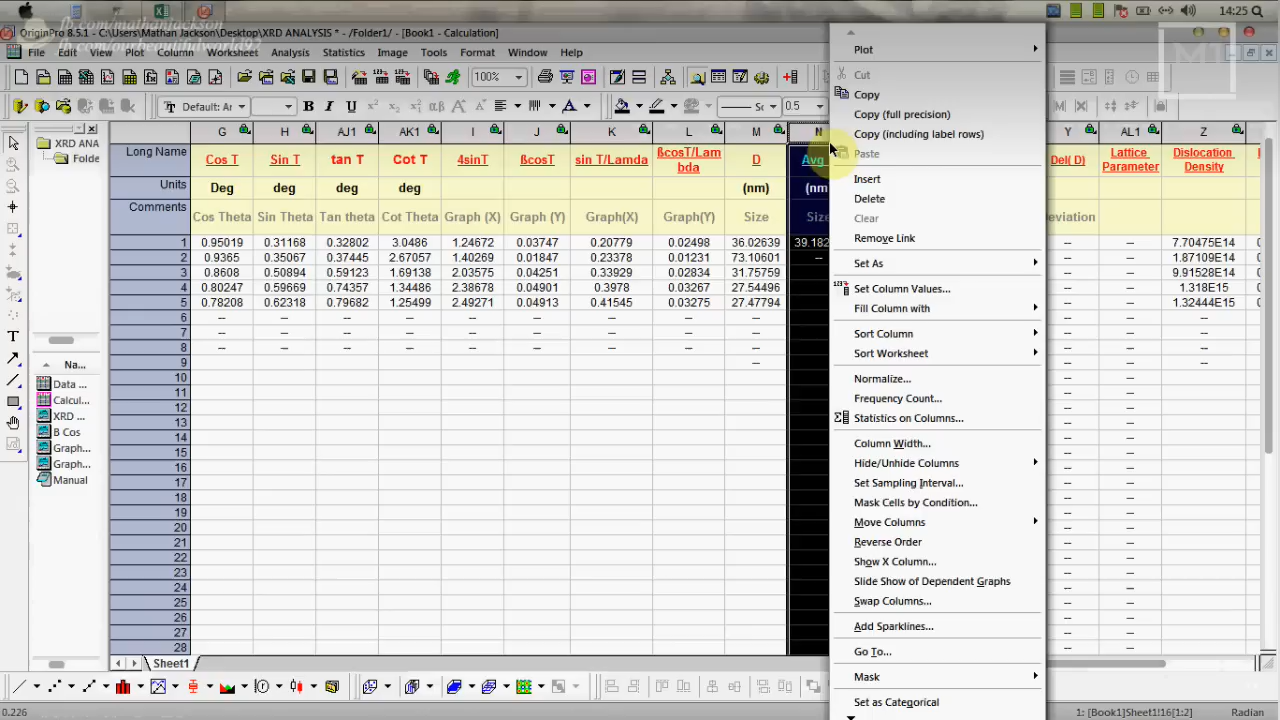 14:25
fb.com/mathanjackson
OriginPro 8.5.1 - C:\Users\Mathan Jackson\Desktop\XRD ANALYSIS * - /Folder1/ - [Book1 - Calculation]
File Edit View Plot Column Worksheet Analysis Statistics Image Tools Format Window Help
100%
Default: Ar B I U 0.5
XRD ANA
Folde
Na...
Data ...
Calcul...
XRD ...
B Cos
Graph...
Graph...
Manual
G H AJ1 AK1 I J K L M N Y AL1 Z
Long Name Cos T Sin T tan T Cot T 4sinT ßcosT sin T/Lamda ßcosT/Lambda D Avg Del( D) Lattice Parameter Dislocation Density
Units Deg deg deg deg (nm) (nm
Comments Cos Theta Sin Theta Tan theta Cot Theta Graph (X) Graph (Y) Graph(X) Graph(Y) Size Size eviation
1 0.95019 0.31168 0.32802 3.0486 1.24672 0.03747 0.20779 0.02498 36.02639 39.182 -- -- 7.70475E14
2 0.9365 0.35067 0.37445 2.67057 1.40269 0.01847 0.23378 0.01231 73.10601 -- -- -- 1.87109E14
3 0.8608 0.50894 0.59123 1.69138 2.03575 0.04251 0.33929 0.02834 31.75759 -- -- 9.91528E14
4 0.80247 0.59669 0.74357 1.34486 2.38678 0.04901 0.3978 0.03267 27.54496 -- -- 1.318E15
5 0.78208 0.62318 0.79682 1.25499 2.49271 0.04913 0.41545 0.03275 27.47794 -- -- 1.32444E15
6 -- -- -- -- -- -- -- -- -- -- -- --
7 -- -- -- -- -- -- -- -- -- -- -- --
8 -- -- -- -- -- -- -- -- -- -- -- --
9 -- -- -- --
10 -- --
11 -- --
12 -- --
13 -- --
14 -- --
15 -- --
16 -- --
17 -- --
18 -- --
19 -- --
20 -- --
21 -- --
22 -- --
23 -- --
24 -- --
25 -- --
26 -- --
27 -- --
28 -- --
Plot
Cut
Copy
Copy (full precision)
Copy (including label rows)
Paste
Insert
Delete
Clear
Remove Link
Set As
Set Column Values...
Fill Column with
Sort Column
Sort Worksheet
Normalize...
Frequency Count...
Statistics on Columns...
Column Width...
Hide/Unhide Columns
Set Sampling Interval...
Mask Cells by Condition...
Move Columns
Reverse Order
Show X Column...
Slide Show of Dependent Graphs
Swap Columns...
Add Sparklines...
Go To...
Mask
Set as Categorical
Sheet1
0.226
1: [Book1]Sheet1!16[1:2] Radian